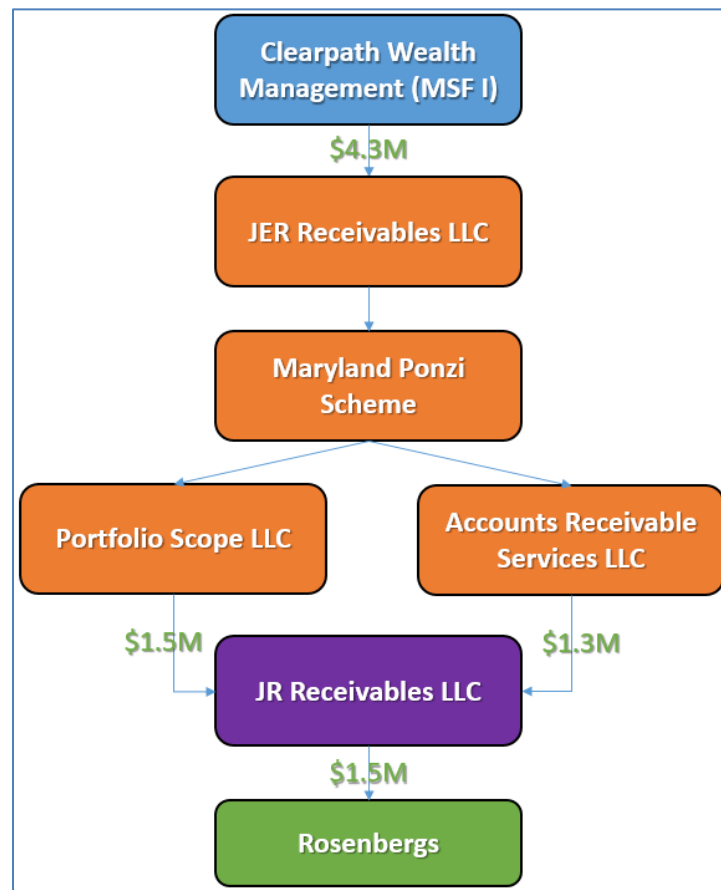 Clearpath Wealth
Management (MSF I)
$4.3M
JER Receivables LLC
Maryland Ponzi
Scheme
Portfolio Scope LLC
Accounts Receivable
Services LLC
$1.5M
$1.3M
JR Receivables LLC
$1.5M
Rosenbergs